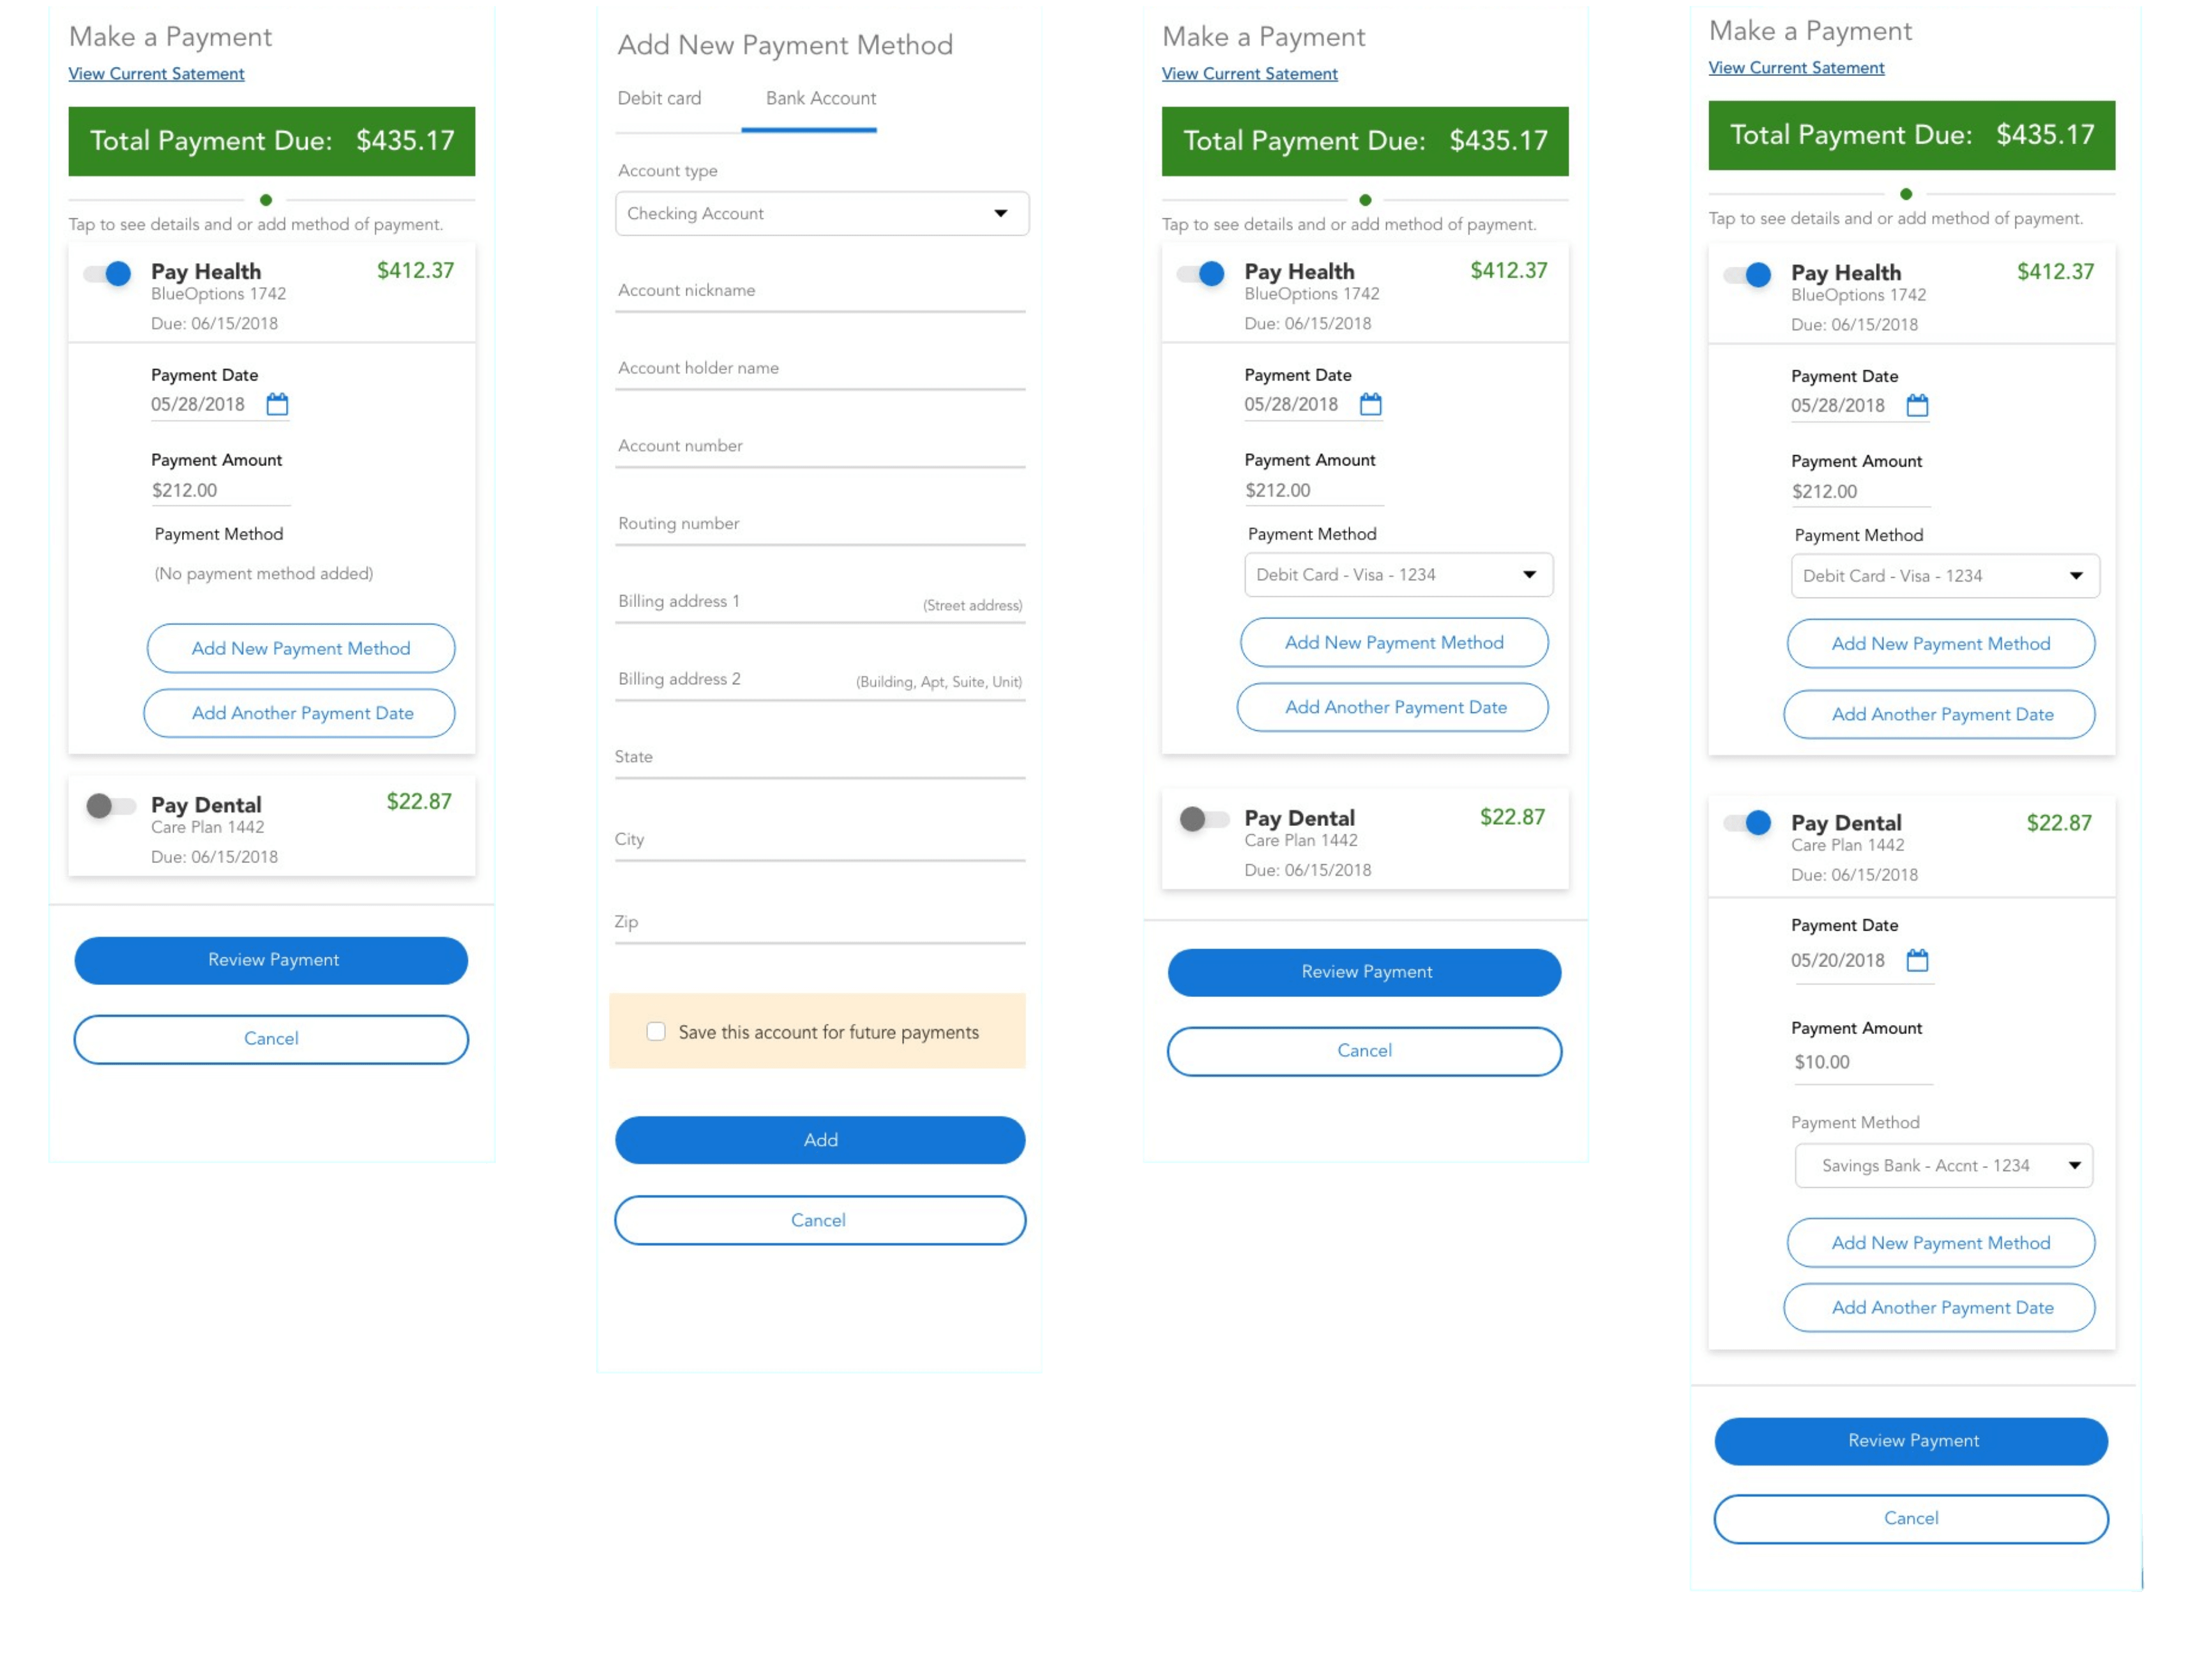 Make a Payment
View Current Satement
Total Payment Due: $435.17
Tap to see details and or add method of payment.
Pay Health $412.37
BlueOptions 1742
Due: 06/15/2018
Payment Date
05/28/2018
Payment Amount
$212.00
Payment Method
(No payment method added)
Add New Payment Method
Add Another Payment Date
Pay Dental $22.87
Care Plan 1442
Due: 06/15/2018
Review Payment
Cancel
Add New Payment Method
Debit card Bank Account
Account type
Checking Account
Account nickname
Account holder name
Account number
Routing number
Billing address 1 (Street address)
Billing address 2 (Building, Apt, Suite, Unit)
State
City
Zip
Save this account for future payments
Add
Cancel
Make a Payment
View Current Satement
Total Payment Due: $435.17
Tap to see details and or add method of payment.
Pay Health $412.37
BlueOptions 1742
Due: 06/15/2018
Payment Date
05/28/2018
Payment Amount
$212.00
Payment Method
Debit Card - Visa - 1234
Add New Payment Method
Add Another Payment Date
Pay Dental $22.87
Care Plan 1442
Due: 06/15/2018
Review Payment
Cancel
Make a Payment
View Current Satement
Total Payment Due: $435.17
Tap to see details and or add method of payment.
Pay Health $412.37
BlueOptions 1742
Due: 06/15/2018
Payment Date
05/28/2018
Payment Amount
$212.00
Payment Method
Debit Card - Visa - 1234
Add New Payment Method
Add Another Payment Date
Pay Dental $22.87
Care Plan 1442
Due: 06/15/2018
Payment Date
05/20/2018
Payment Amount
$10.00
Payment Method
Savings Bank - Accnt - 1234
Add New Payment Method
Add Another Payment Date
Review Payment
Cancel